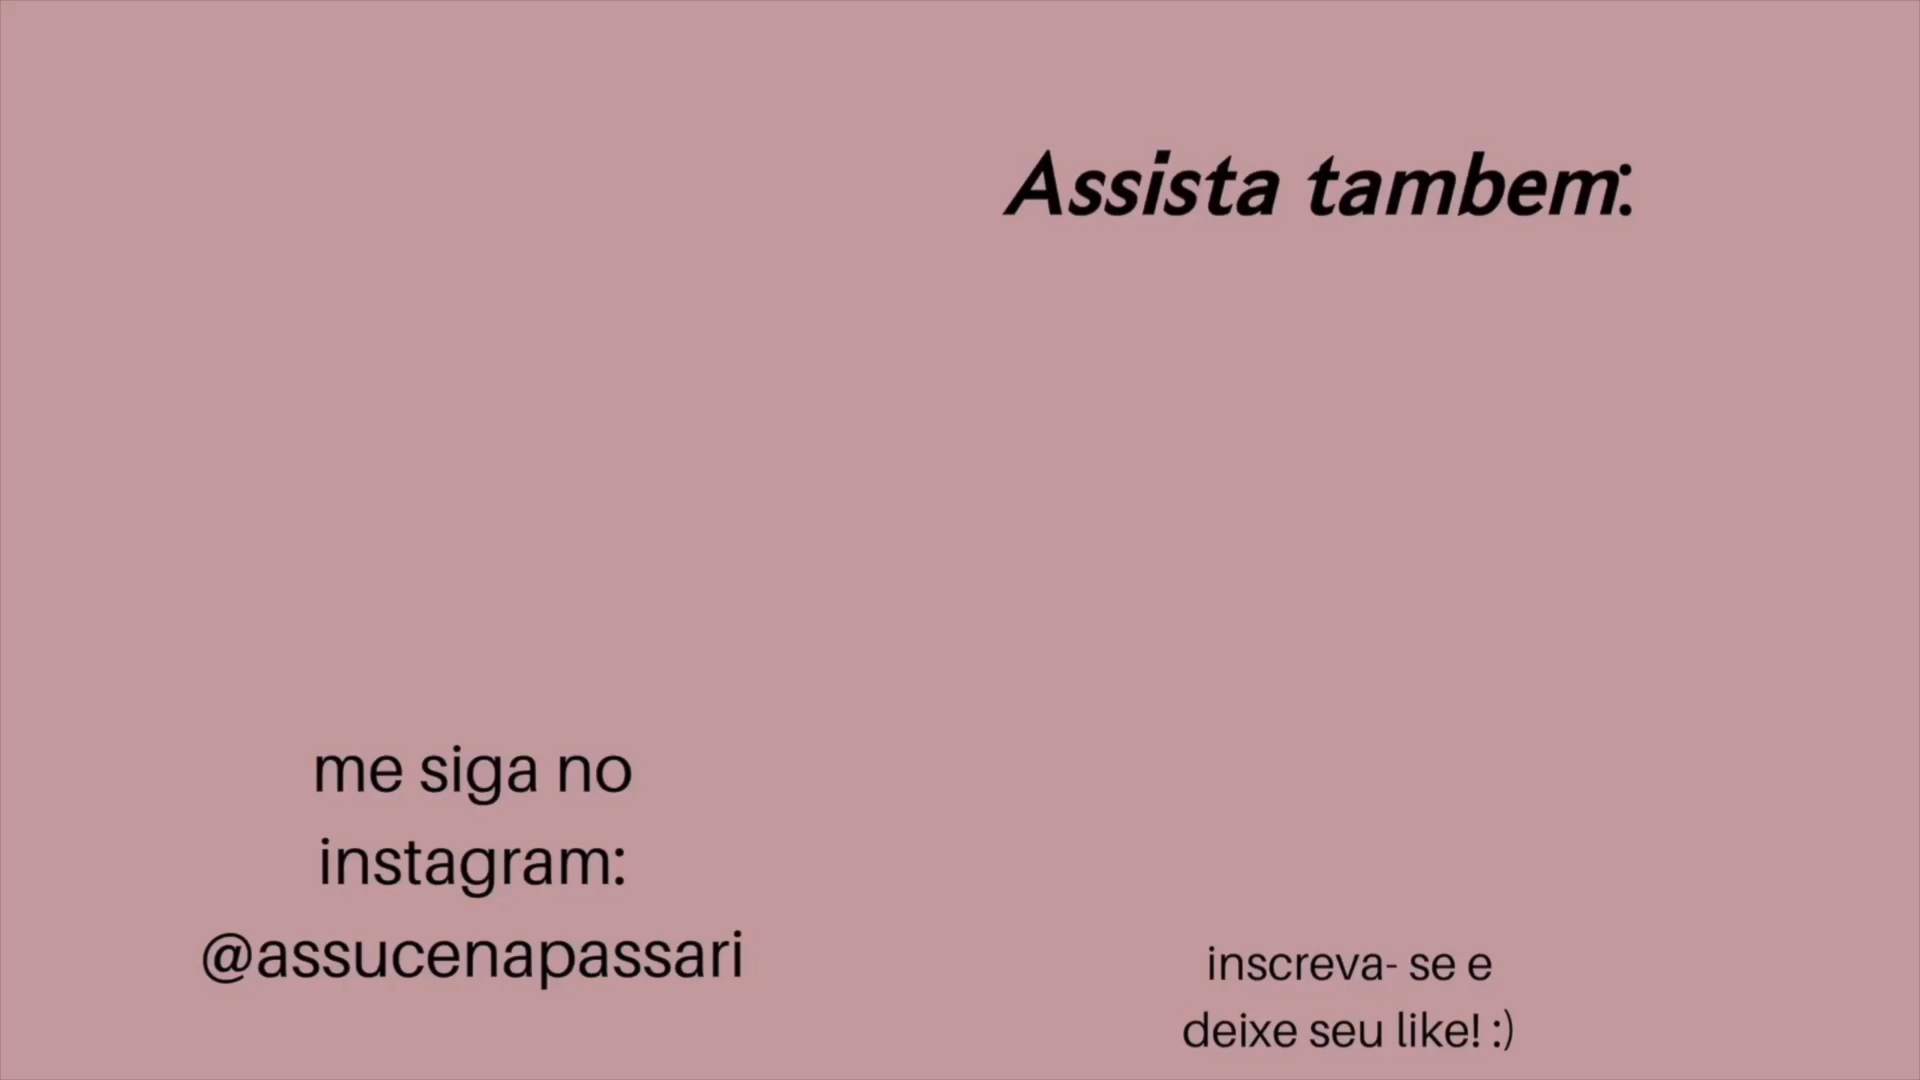 Assista tambem:
me siga no
instagram:
@assucenapassari
inscreva- se e
deixe seu like! :)